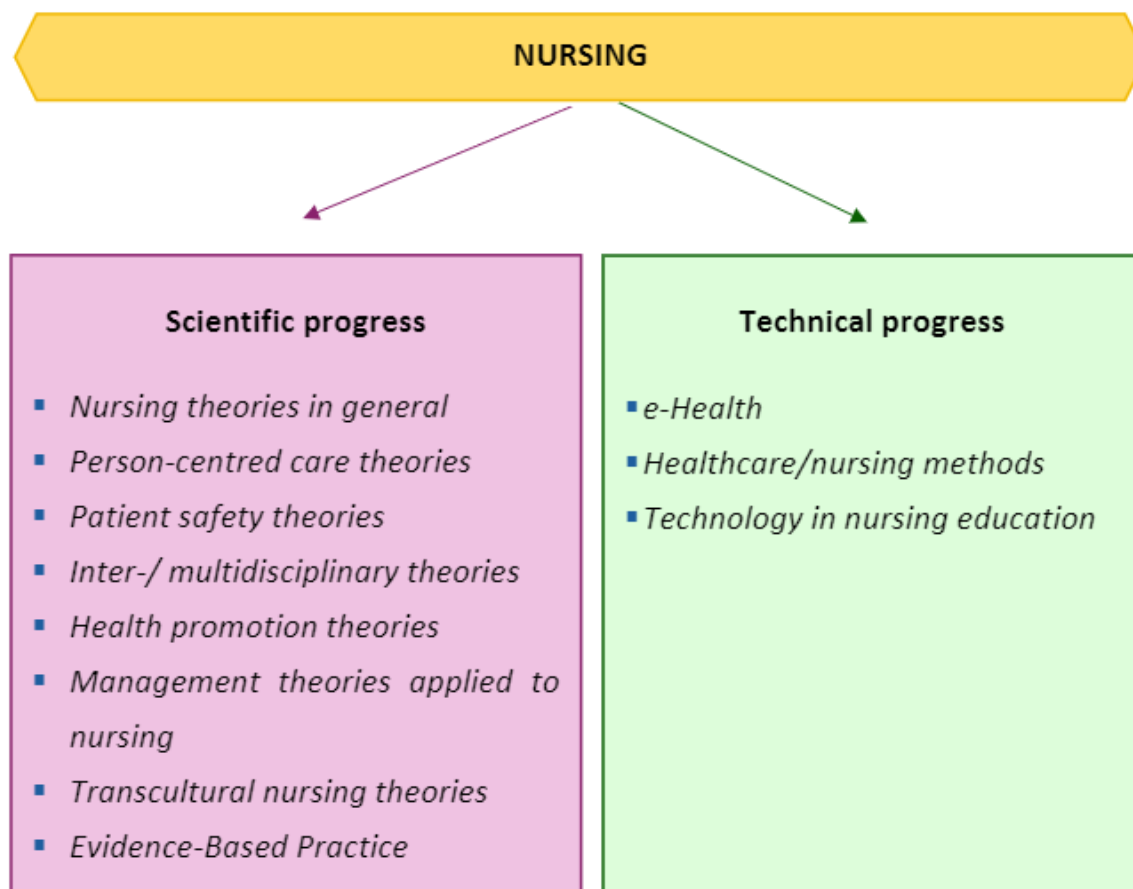 NURSING
Scientific progress
▪ Nursing theories in general
▪ Person-centred care theories
▪ Patient safety theories
▪ Inter-/ multidisciplinary theories
▪ Health promotion theories
▪ Management theories applied to
nursing
▪ Transcultural nursing theories
▪ Evidence-Based Practice
Technical progress
▪ e-Health
▪ Healthcare/nursing methods
▪ Technology in nursing education